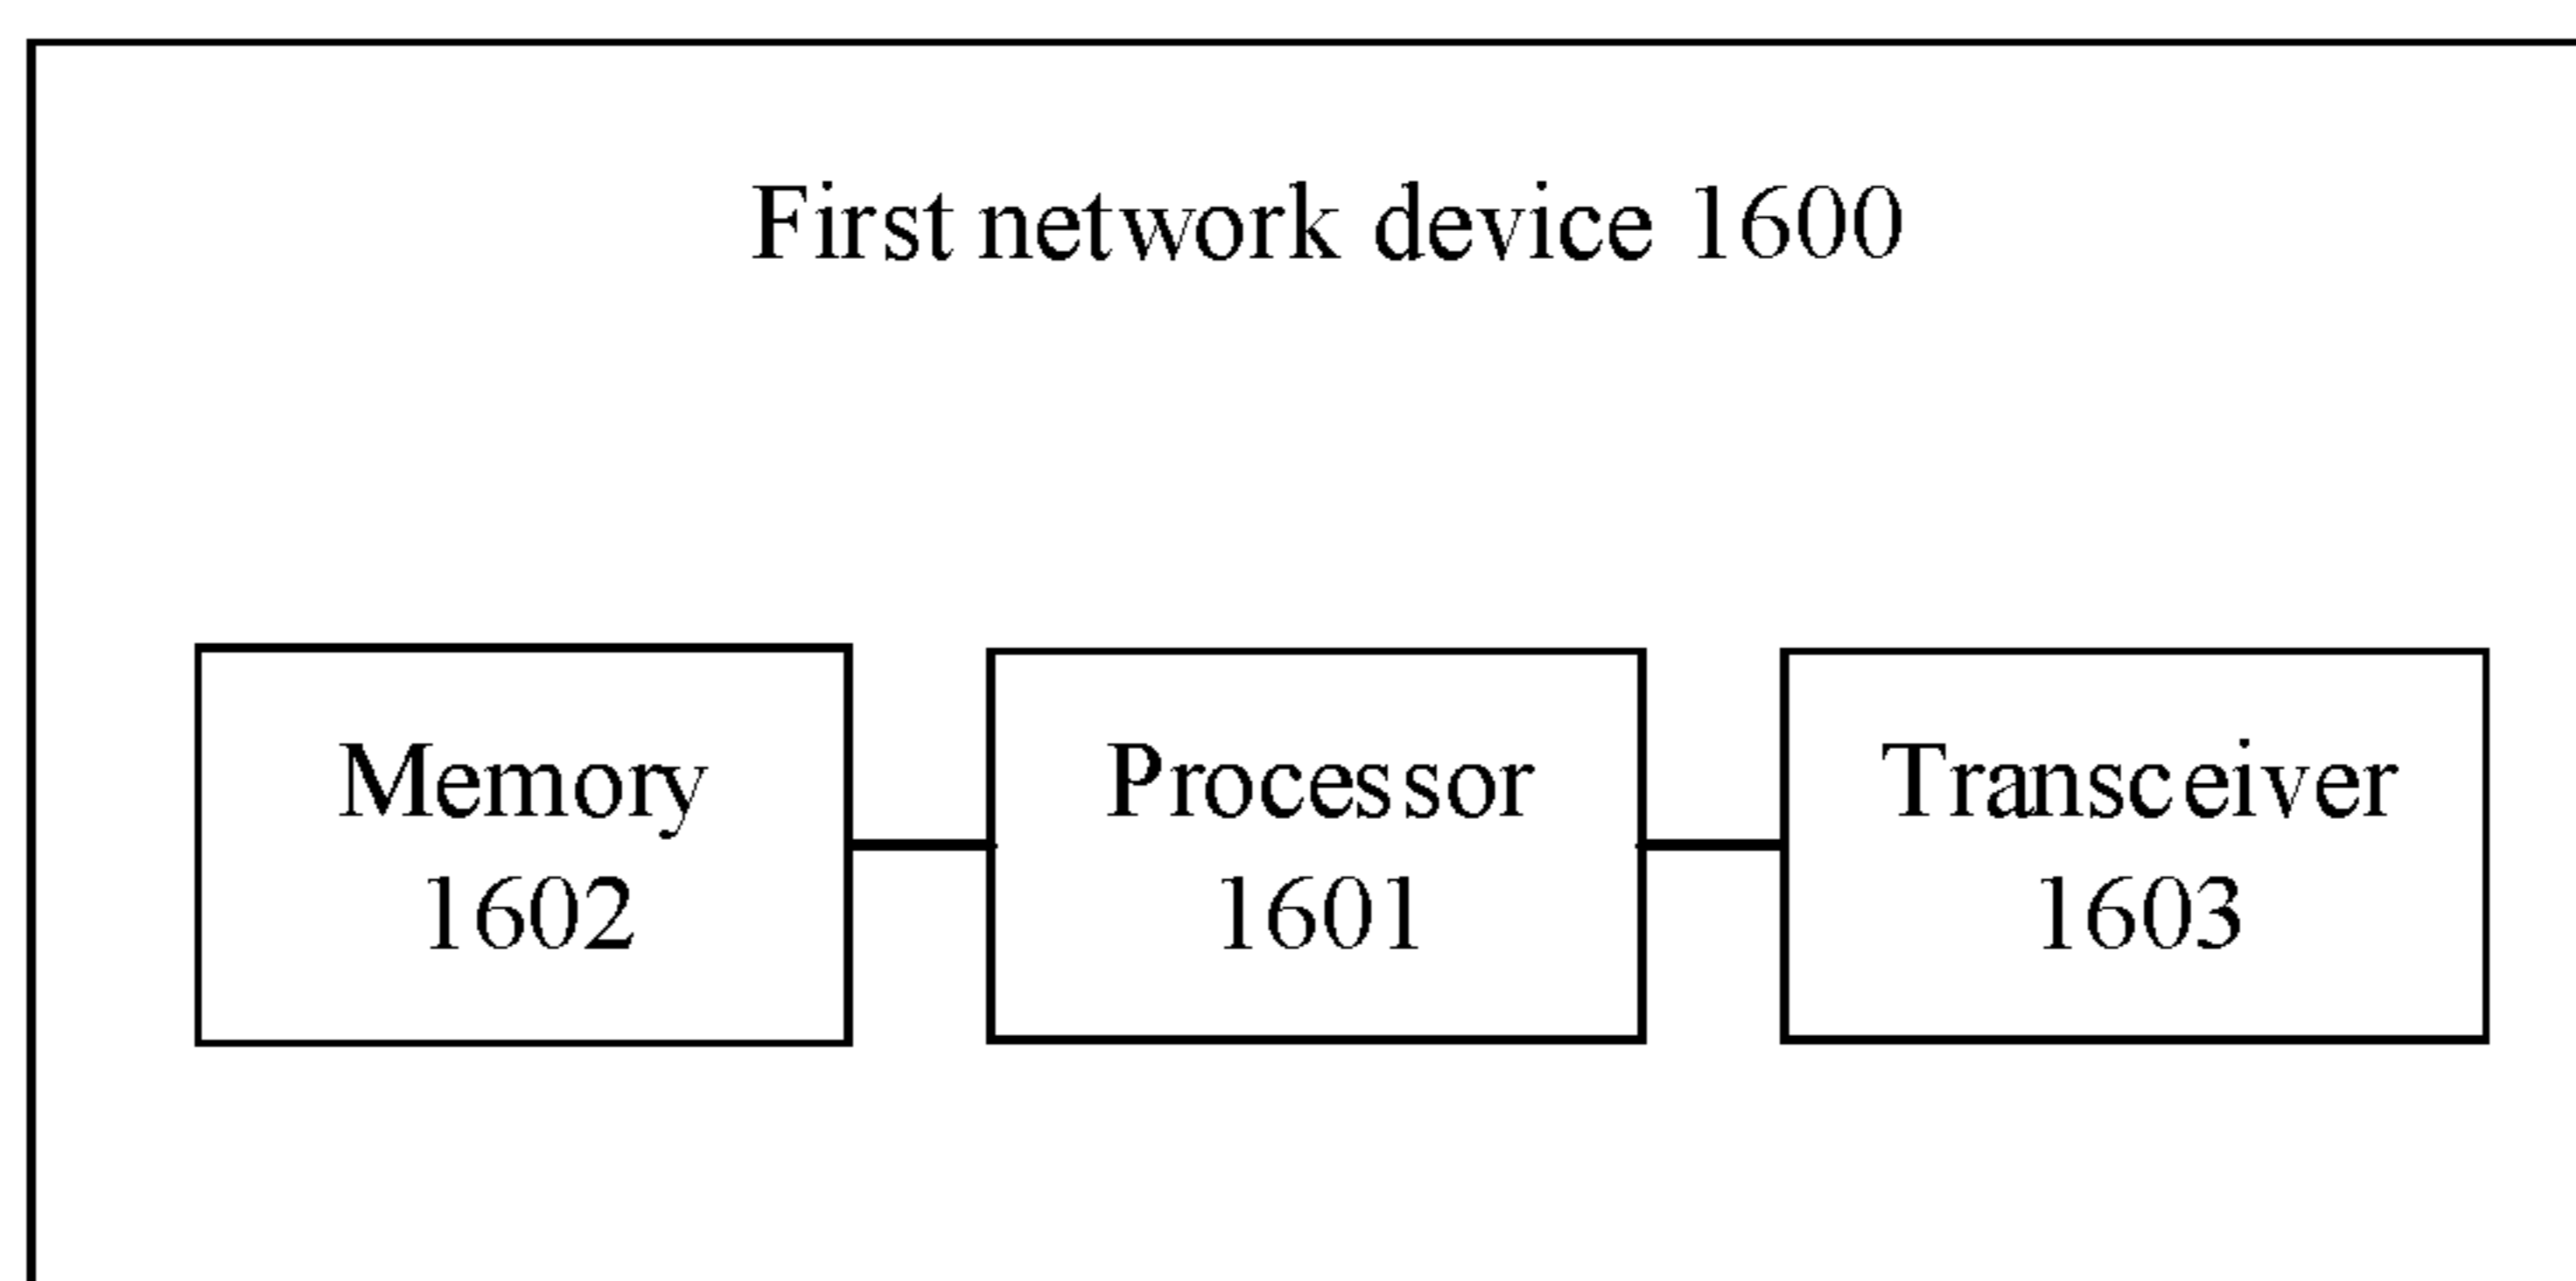 First network device 1600
Memory
1602
Processor
1601
Transceiver
1603